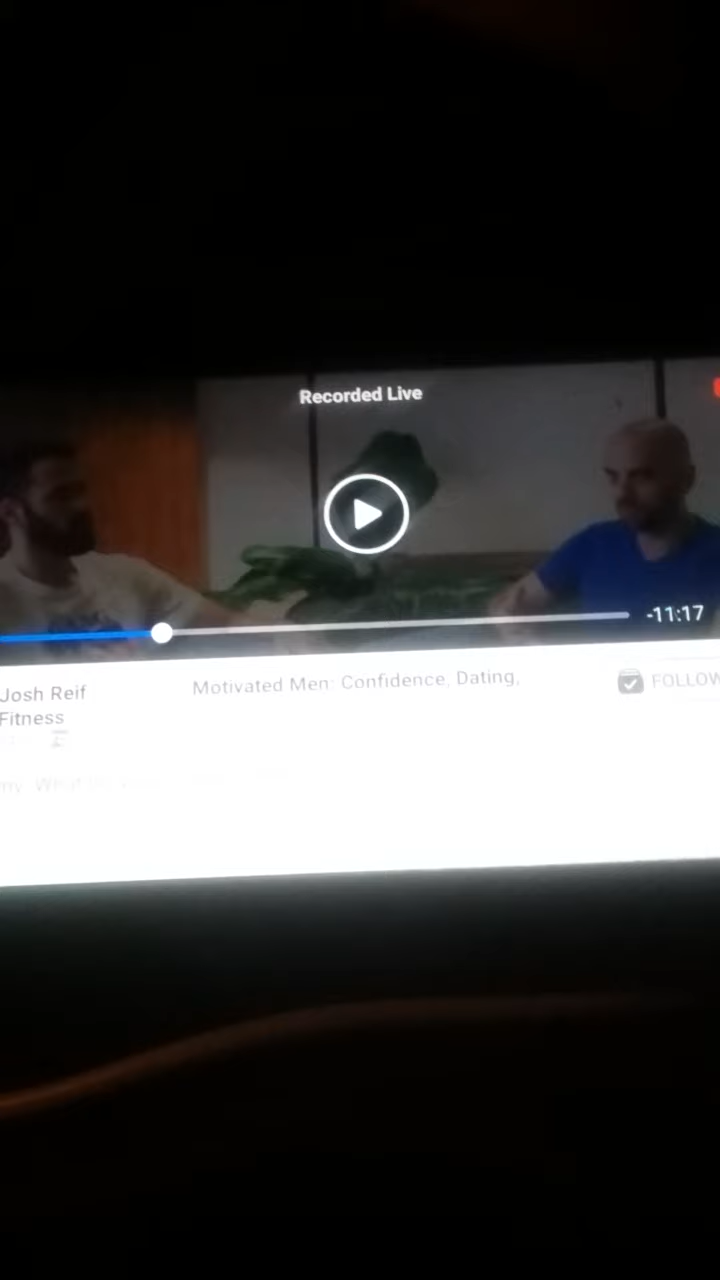 Recorded Live
-11:17
Josh Reif
Fitness
Motivated Men: Confidence, Dating,
FOLLOW